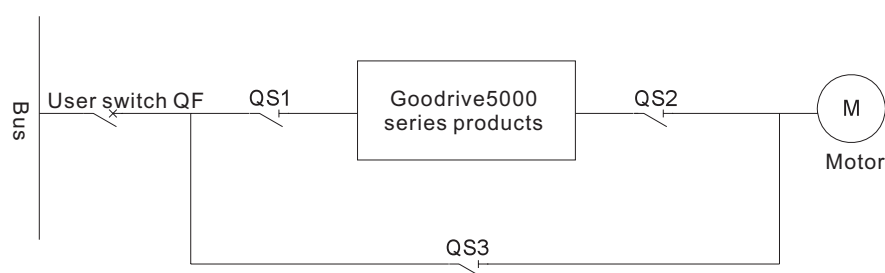 Bus
User switch QF
QS1
Goodrive5000
series products
QS2
M
Motor
QS3